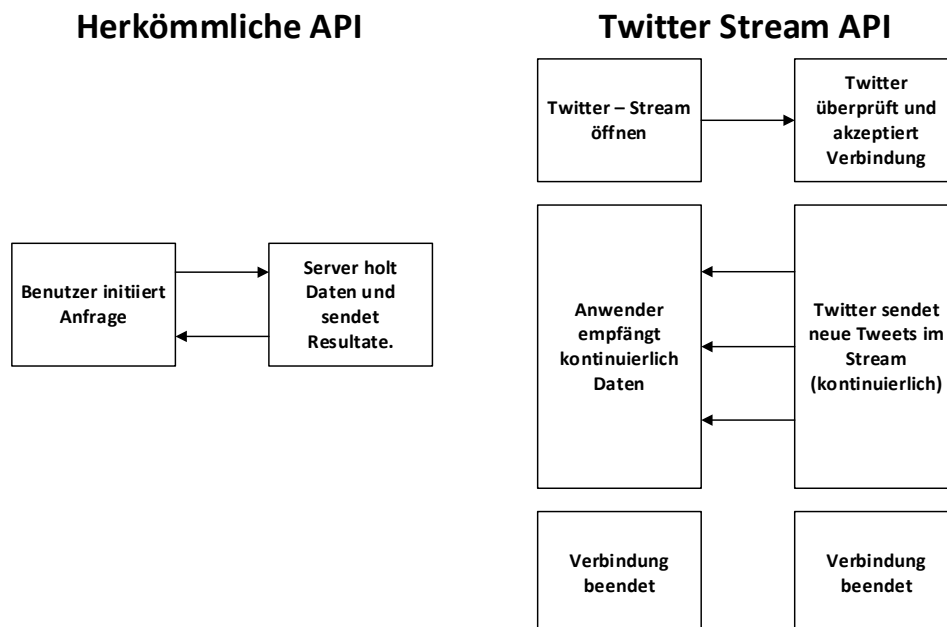 Herkömmliche API
Benutzer initiiert
Anfrage
Server holt
Daten und
sendet
Resultate.
Twitter Stream API
Twitter – Stream
öffnen
Twitter
überprüft und
akzeptiert
Verbindung
Anwender
empfängt
kontinuierlich
Daten
Twitter sendet
neue Tweets im
Stream
(kontinuierlich)
Verbindung
beendet
Verbindung
beendet